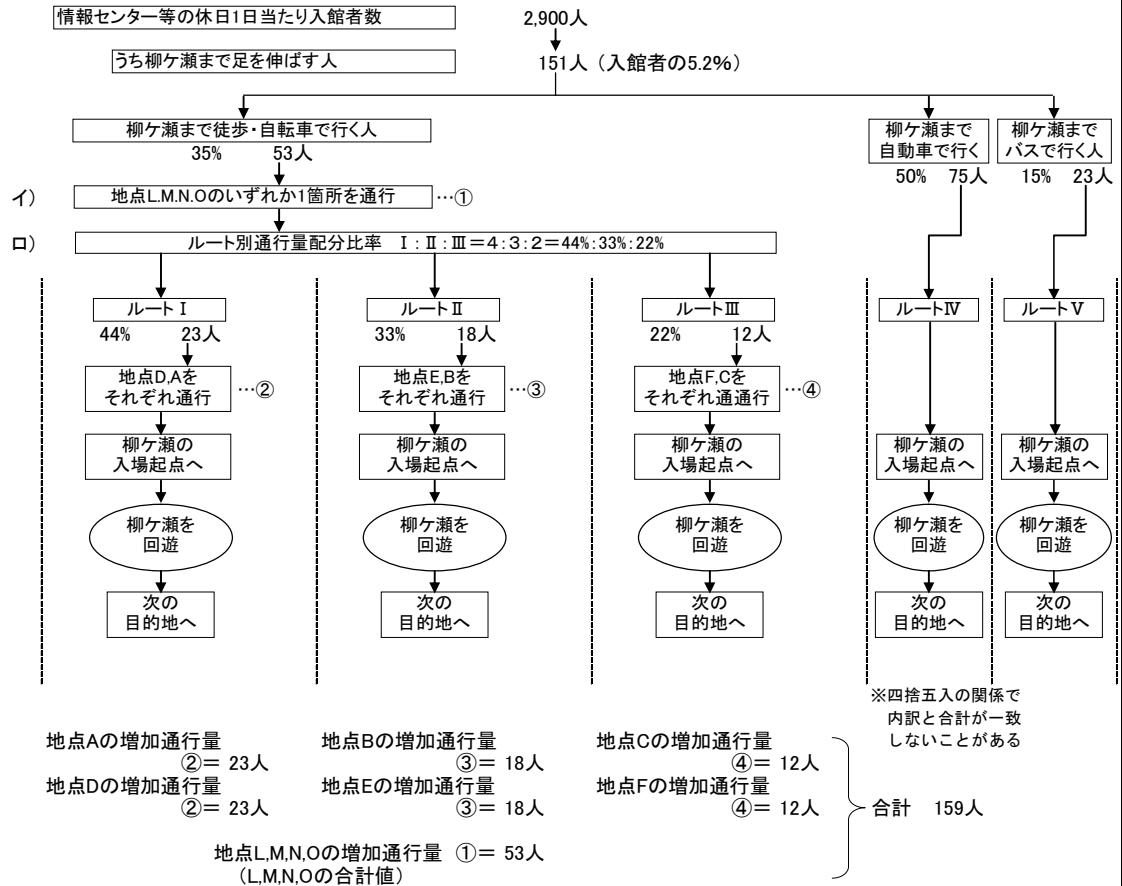 情報センター等の休日1日当たり入館者数 2,900人
うち柳ケ瀬まで足を伸ばす人 151人（入館者の5.2%）
柳ケ瀬まで徒歩・自転車で行く人
35% 53人
柳ケ瀬まで
自動車で行く
50% 75人
柳ケ瀬まで
バスで行く人
15% 23人
イ） 地点L.M.N.Oのいずれか1箇所を通行 …①
ロ） ルート別通行量配分比率 Ⅰ：Ⅱ：Ⅲ＝4：3：2＝44%:33%:22%
ルートⅠ
44% 23人
地点D,Aを
それぞれ通行 …②
柳ケ瀬の
入場起点へ
柳ケ瀬を
回遊
次の
目的地へ
ルートⅡ
33% 18人
地点E,Bを
それぞれ通行 …③
柳ケ瀬の
入場起点へ
柳ケ瀬を
回遊
次の
目的地へ
ルートⅢ
22% 12人
地点F,Cを
それぞれ通通行 …④
柳ケ瀬の
入場起点へ
柳ケ瀬を
回遊
次の
目的地へ
ルートⅣ
柳ケ瀬の
入場起点へ
柳ケ瀬を
回遊
次の
目的地へ
ルートⅤ
柳ケ瀬の
入場起点へ
柳ケ瀬を
回遊
次の
目的地へ
※四捨五入の関係で
内訳と合計が一致
しないことがある
地点Aの増加通行量
②＝ 23人
地点Dの増加通行量
②＝ 23人
地点Bの増加通行量
③＝ 18人
地点Eの増加通行量
③＝ 18人
地点Cの増加通行量
④＝ 12人
地点Fの増加通行量
④＝ 12人
合計 159人
地点L,M,N,Oの増加通行量 ①＝ 53人
（L,M,N,Oの合計値）